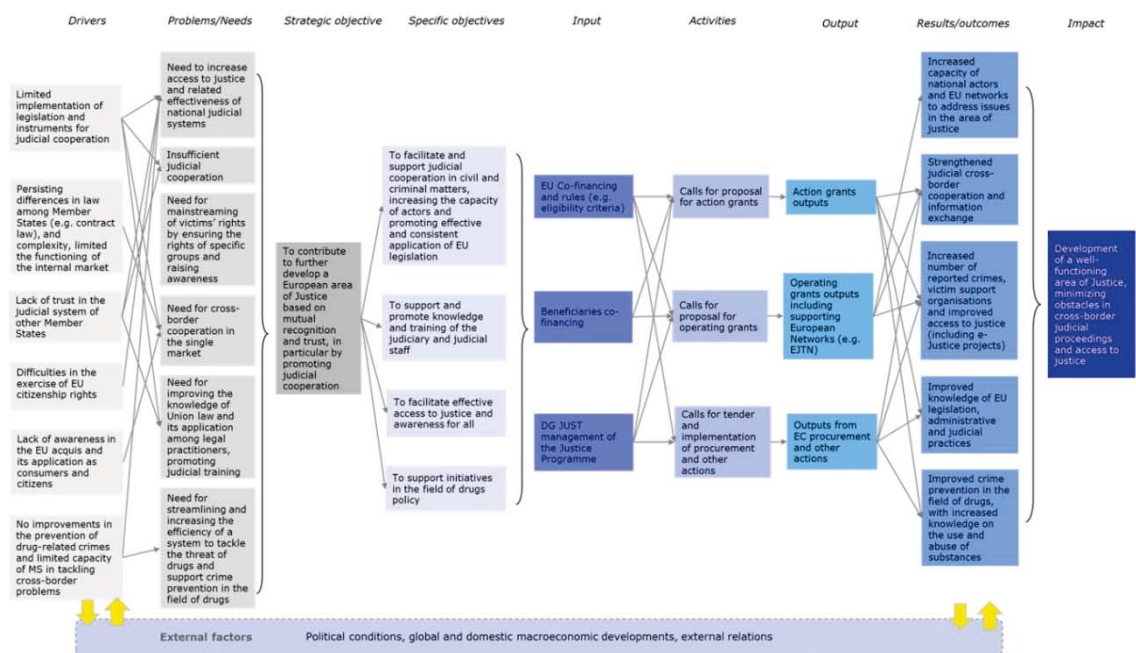 Drivers
Problems/Needs
Strategic objective
Specific objectives
Input
Activities
Output
Results/outcomes
Impact
Limited
implementation of
legislation and
instruments for
judicial cooperation
Persisting
differences in law
among Member
States (e.g. contract
law), and
complexity, limited
the functioning of
the internal market
Lack of trust in the
judicial system of
other Member
States
Difficulties in the
exercise of EU
citizenship rights
Lack of awareness in
the EU acquis and
its application as
consumers and
citizens
No improvements in
the prevention of
drug-related crimes
and limited capacity
of MS in tackling
cross-border
problems
Need to increase
access to justice
and related
effectiveness of
national judicial
systems
Insufficient
judicial
cooperation
Need for
mainstreaming
of victims' rights
by ensuring the
rights of specific
groups and
raising awareness
Need for cross-
border
cooperation in
the single
market
Need for
improving the
knowledge of
Union law and
its application
among legal
practitioners,
promoting
judicial training
Need for
streamlining and
increasing the
efficiency of a
system to tackle
the threat of
drugs and
support crime
prevention in the
field of drugs
To contribute
to further
develop a
European area
of Justice
based on
mutual
recognition
and trust, in
particular by
promoting
judicial
cooperation
To facilitate and
support judicial
cooperation in civil and
criminal matters,
increasing the capacity
of actors and
promoting effective
and consistent
application of EU
legislation
To support and
promote knowledge
and training of the
judiciary and judicial
staff
To facilitate effective
access to justice and
awareness for all
To support initiatives
in the field of drugs
policy
EU Co-financing
and rules (e.g.
eligibility criteria)
Beneficiaries co-
financing
DG JUST
management of
the Justice
Programme
Calls for proposal
for action grants
Calls for
proposal for
operating grants
Calls for tender
and
implementation
of procurement
and other
actions
Action grants
outputs
Operating
grants outputs
including
supporting
European
Networks (e.g.
EJTN)
Outputs from
EC procurement
and other
actions
Increased
capacity of
national actors
and EU networks
to address issues
in the area of
justice
Strengthened
judicial cross-
border
cooperation and
information
exchange
Increased
number of
reported crimes,
victim support
organisations
and improved
access to justice
(including e-
Justice projects)
Improved
knowledge of EU
legislation,
administrative
and judicial
practices
Improved crime
prevention in the
field of drugs,
with increased
knowledge on
the use and
abuse of
substances
Development
of a well-
functioning
area of Justice,
minimizing
obstacles in
cross-border
judicial
proceedings
and access to
justice
External factors
Political conditions, global and domestic macroeconomic developments, external relations